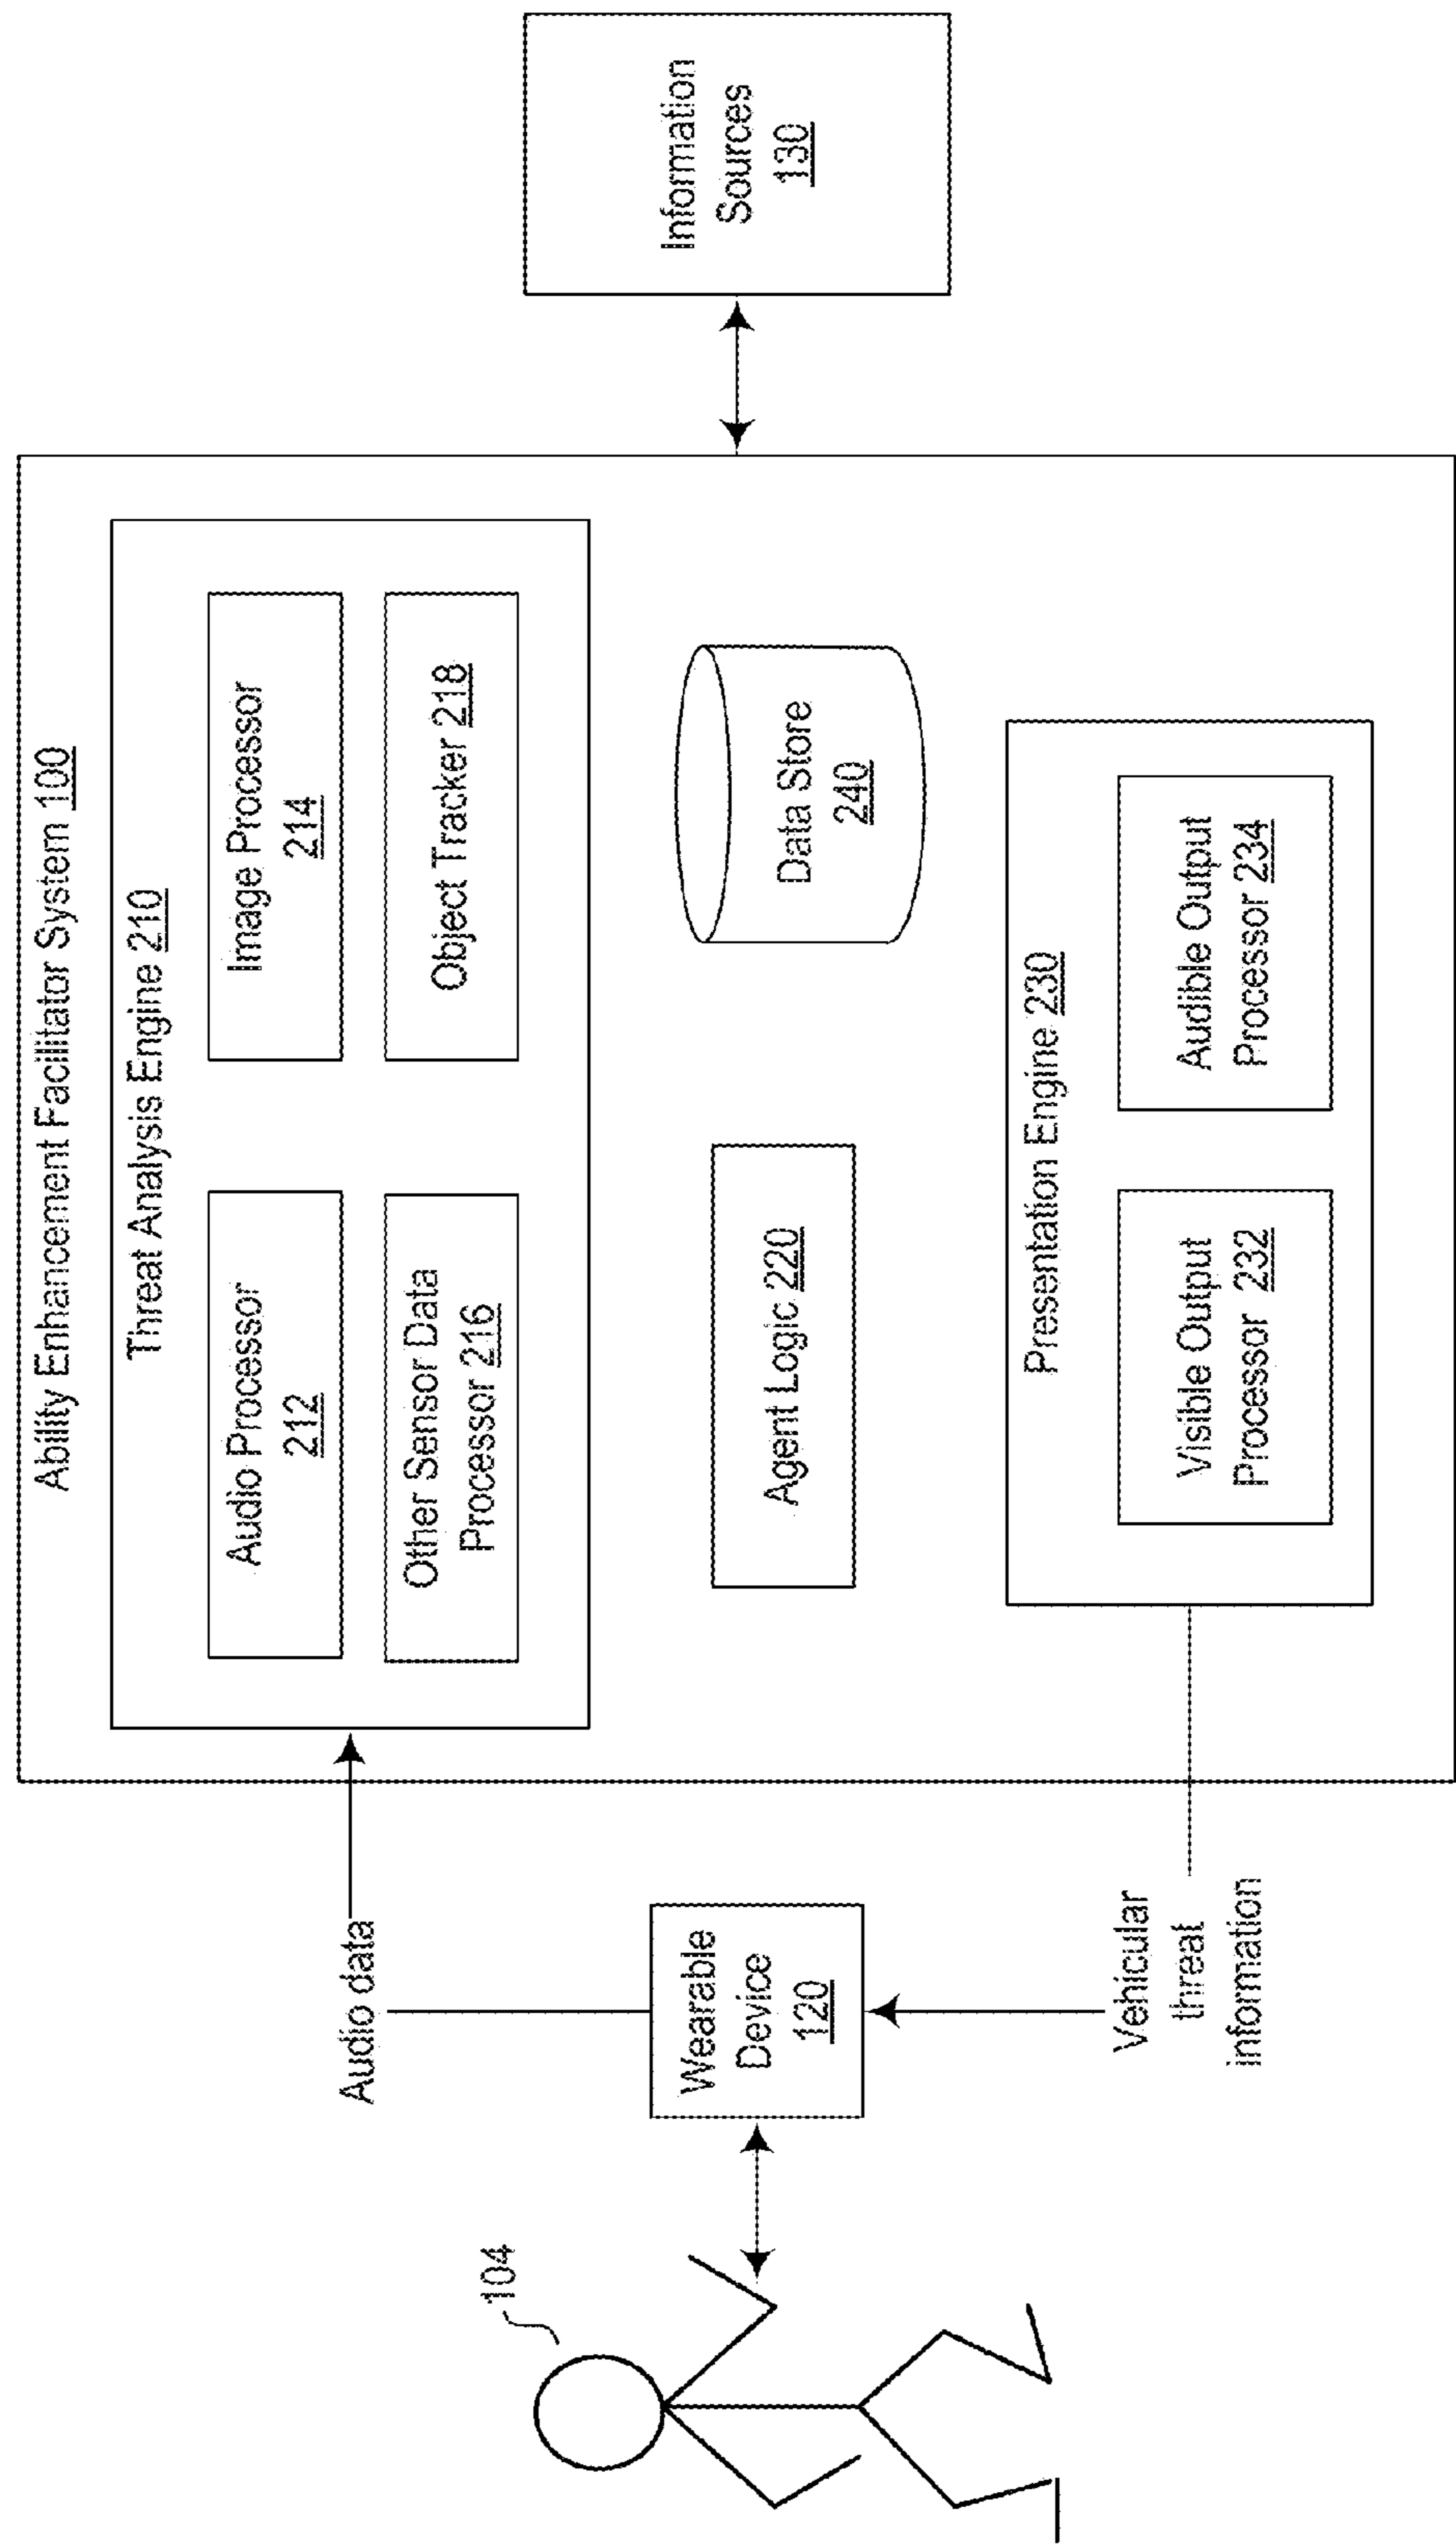 Ability Enhancement Facilitator System 100
Threat Analysis Engine 210
Audio Processor
212
Image Processor
214
Other Sensor Data
Processor 216
Object Tracker 218
Agent Logic 220
Data Store
240
Presentation Engine 230
Visible Output
Processor 232
Audible Output
Processor 234
Audio data
104
Wearable
Device
120
Vehicular
threat
information
Information
Sources
130